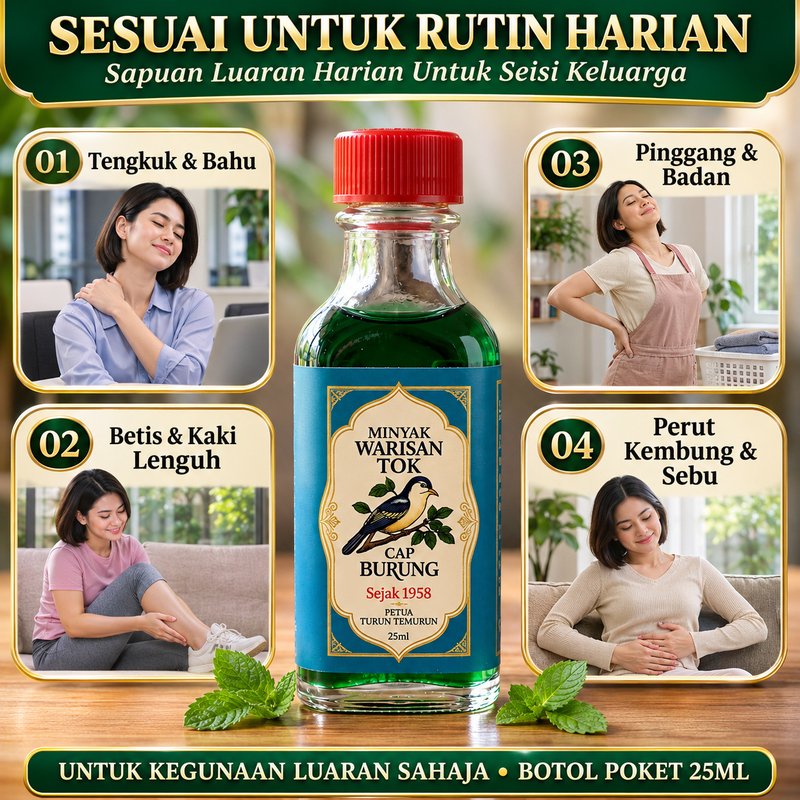 SESUAI UNTUK RUTIN HARIAN
Sapuan Luaran Harian Untuk Seisi Keluarga
01 Tengkuk & Bahu
02 Betis & Kaki
Lenguh
03 Pinggang &
Badan
04 Perut
Kembung &
Sebu
MINYAK
WARISAN
TOK
CAP
BURUNG
Sejak 1958
PETUA
TURUN TEMURUN
25ml
UNTUK KEGUNAAN LUARAN SAHAJA • BOTOL POKET 25ML